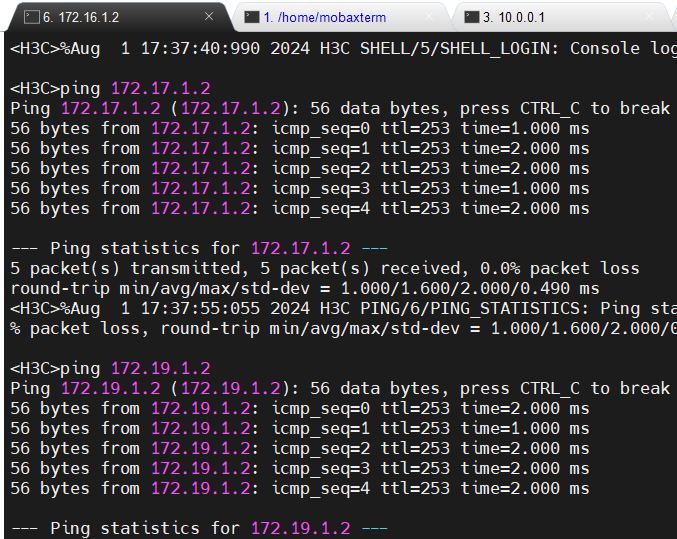 6. 172.16.1.2
1. /home/mobaxterm
3. 10.0.0.1
<H3C>%Aug  1 17:37:40:990 2024 H3C SHELL/5/SHELL_LOGIN: Console log
<H3C>ping 172.17.1.2
Ping 172.17.1.2 (172.17.1.2): 56 data bytes, press CTRL_C to break
56 bytes from 172.17.1.2: icmp_seq=0 ttl=253 time=1.000 ms
56 bytes from 172.17.1.2: icmp_seq=1 ttl=253 time=2.000 ms
56 bytes from 172.17.1.2: icmp_seq=2 ttl=253 time=2.000 ms
56 bytes from 172.17.1.2: icmp_seq=3 ttl=253 time=1.000 ms
56 bytes from 172.17.1.2: icmp_seq=4 ttl=253 time=2.000 ms
--- Ping statistics for 172.17.1.2 ---
5 packet(s) transmitted, 5 packet(s) received, 0.0% packet loss
round-trip min/avg/max/std-dev = 1.000/1.600/2.000/0.490 ms
<H3C>%Aug  1 17:37:55:055 2024 H3C PING/6/PING_STATISTICS: Ping sta
% packet loss, round-trip min/avg/max/std-dev = 1.000/1.600/2.000/0
<H3C>ping 172.19.1.2
Ping 172.19.1.2 (172.19.1.2): 56 data bytes, press CTRL_C to break
56 bytes from 172.19.1.2: icmp_seq=0 ttl=253 time=2.000 ms
56 bytes from 172.19.1.2: icmp_seq=1 ttl=253 time=1.000 ms
56 bytes from 172.19.1.2: icmp_seq=2 ttl=253 time=2.000 ms
56 bytes from 172.19.1.2: icmp_seq=3 ttl=253 time=2.000 ms
56 bytes from 172.19.1.2: icmp_seq=4 ttl=253 time=2.000 ms
--- Ping statistics for 172.19.1.2 ---